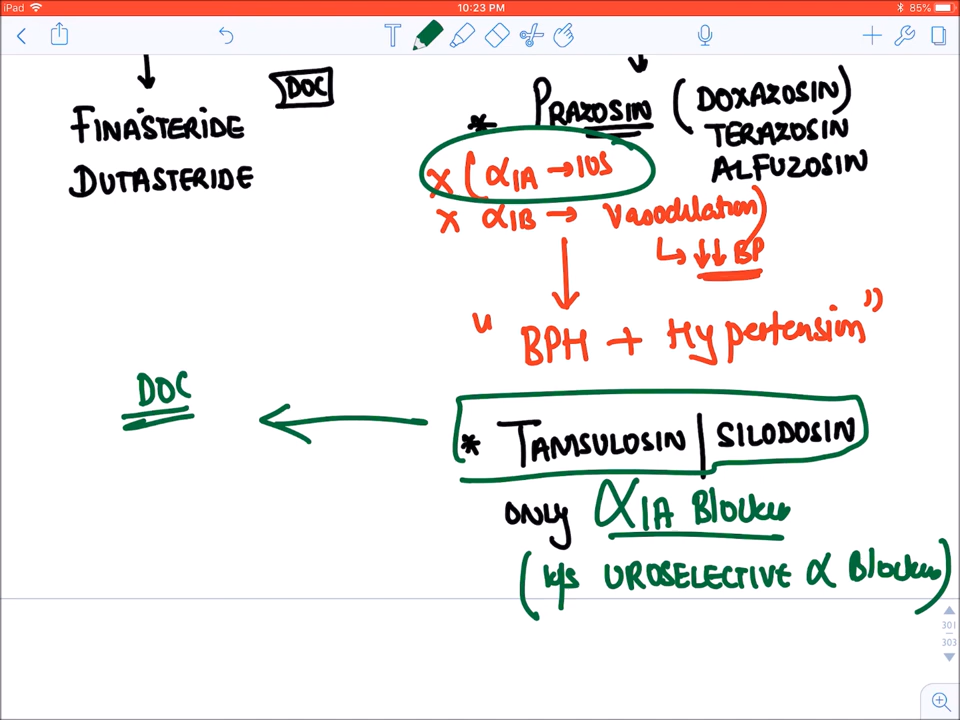 iPad 10:23 PM 85%
T
DOC
FINASTERIDE
DUTASTERIDE
* PRAZOSIN (DOXAZOSIN)
TERAZOSIN
ALFUZOSIN
X (α1A → IUS
X α1B → Vasodilation)
↳ ↓↓ BP
"BPH + Hypertension"
DOC ←
* TAMSULOSIN | SILODOSIN
ONLY α1A Blocker
(k/s UROSELECTIVE α Blocker)
301
303